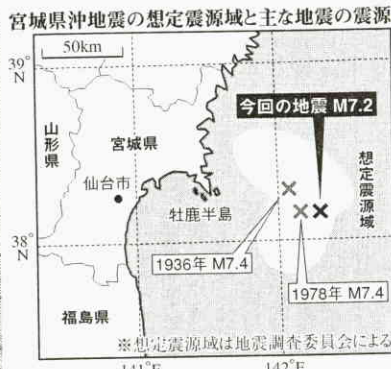 宮城県沖地震の想定震源域と主な地震の震源
50km
39°
N
今回の地震 M7.2
山形県
宮城県
仙台市
牡鹿半島
想定震源域
38°
N
1936年 M7.4
1978年 M7.4
福島県
※想定震源域は地震調査委員会による
141°E
142°E